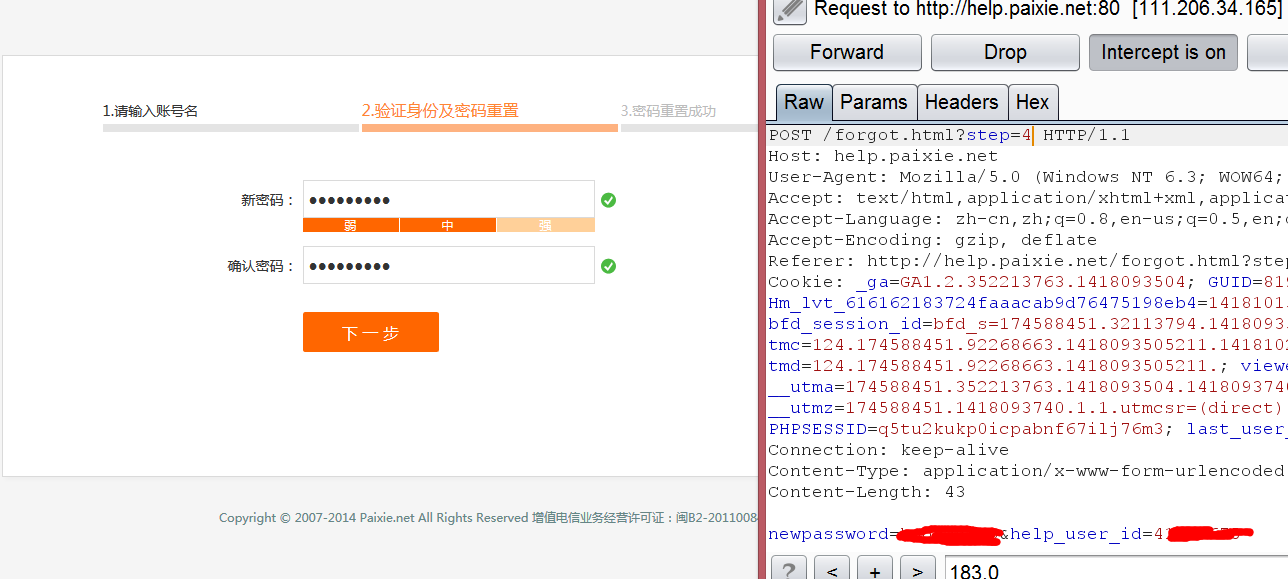 1.请输入账号名
2.验证身份及密码重置
3.密码重置成功
新密码：
弱 中 强
确认密码：
下一步
Copyright © 2007-2014 Paixie.net All Rights Reserved 增值电信业务经营许可证：闽B2-2011008
Request to http://help.paixie.net:80 [111.206.34.165]
Forward Drop Intercept is on
Raw Params Headers Hex
POST /forgot.html?step=4 HTTP/1.1
Host: help.paixie.net
User-Agent: Mozilla/5.0 (Windows NT 6.3; WOW64;
Accept: text/html,application/xhtml+xml,applicat
Accept-Language: zh-cn,zh;q=0.8,en-us;q=0.5,en;
Accept-Encoding: gzip, deflate
Referer: http://help.paixie.net/forgot.html?step
Cookie: _ga=GA1.2.352213763.1418093504; GUID=819
Hm_lvt_616162183724faaacab9d76475198eb4=1418101
bfd_session_id=bfd_s=174588451.32113794.1418093
tmc=124.174588451.92268663.1418093505211.141810
tmd=124.174588451.92268663.1418093505211.; viewe
__utma=174588451.352213763.1418093504.141809374
__utmz=174588451.1418093740.1.1.utmcsr=(direct)
PHPSESSID=q5tu2kukp0icpabnf67ilj76m3; last_user_
Connection: keep-alive
Content-Type: application/x-www-form-urlencoded
Content-Length: 43
newpassword= &help_user_id=4
? < + > 183.0